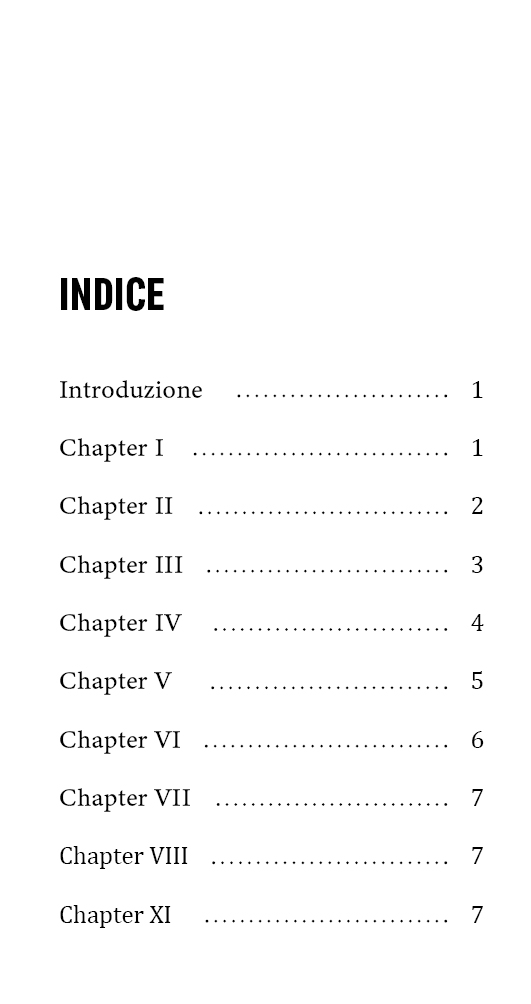 INDICE
Introduzione ........................ 1
Chapter I ............................. 1
Chapter II ............................ 2
Chapter III ........................... 3
Chapter IV ........................... 4
Chapter V ........................... 5
Chapter VI ............................ 6
Chapter VII .......................... 7
Chapter VIII ........................... 7
Chapter XI ............................ 7